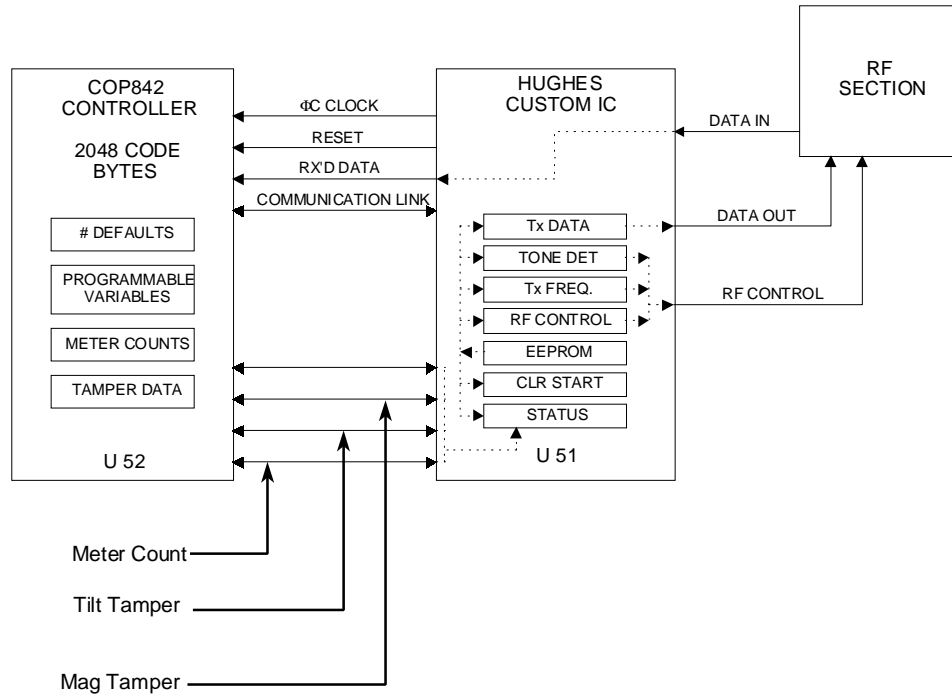 COP842
CONTROLLER
2048 CODE
BYTES
# DEFAULTS
PROGRAMMABLE
VARIABLES
METER COUNTS
TAMPER DATA
U 52
ΦC CLOCK
RESET
RX'D DATA
COMMUNICATION LINK
HUGHES
CUSTOM IC
Tx DATA
TONE DET
Tx FREQ.
RF CONTROL
EEPROM
CLR START
STATUS
U 51
DATA IN
DATA OUT
RF CONTROL
RF
SECTION
Meter Count
Tilt Tamper
Mag Tamper